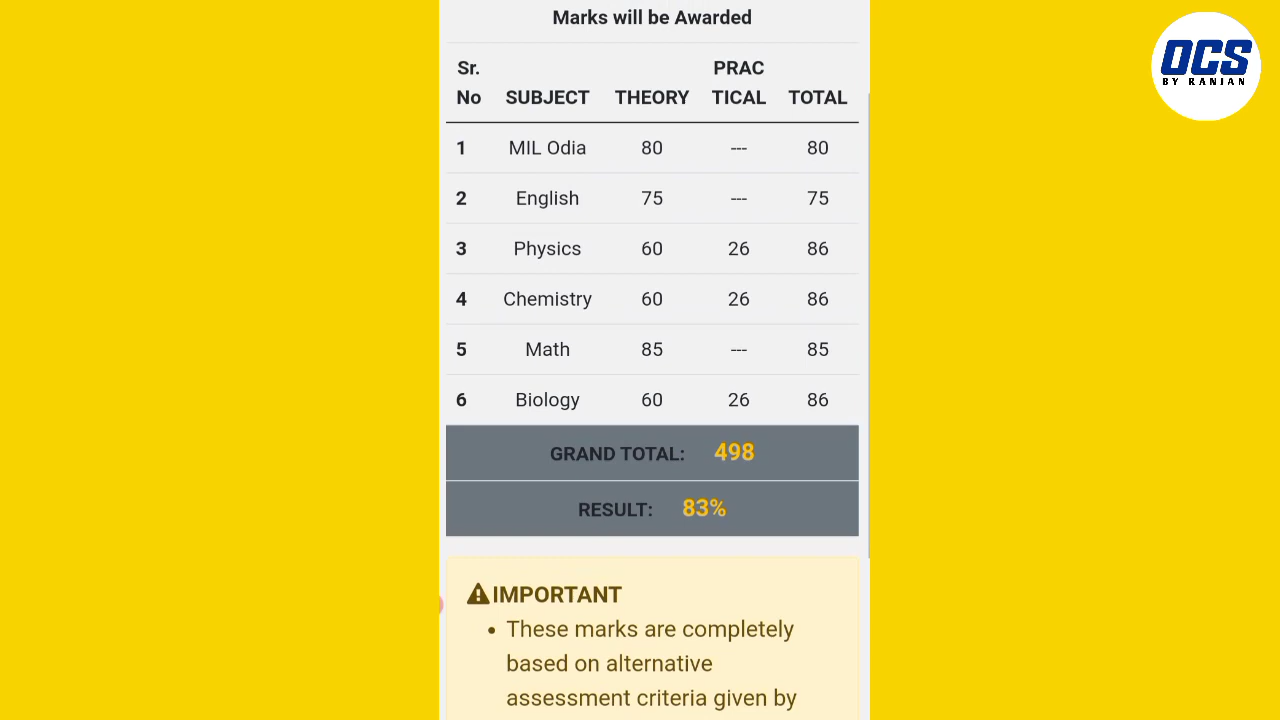 Marks will be Awarded
Sr. No SUBJECT THEORY PRAC TICAL TOTAL
1 MIL Odia 80 --- 80
2 English 75 --- 75
3 Physics 60 26 86
4 Chemistry 60 26 86
5 Math 85 --- 85
6 Biology 60 26 86
GRAND TOTAL: 498
RESULT: 83%
IMPORTANT
• These marks are completely
based on alternative
assessment criteria given by
OCS
BY RANJAN